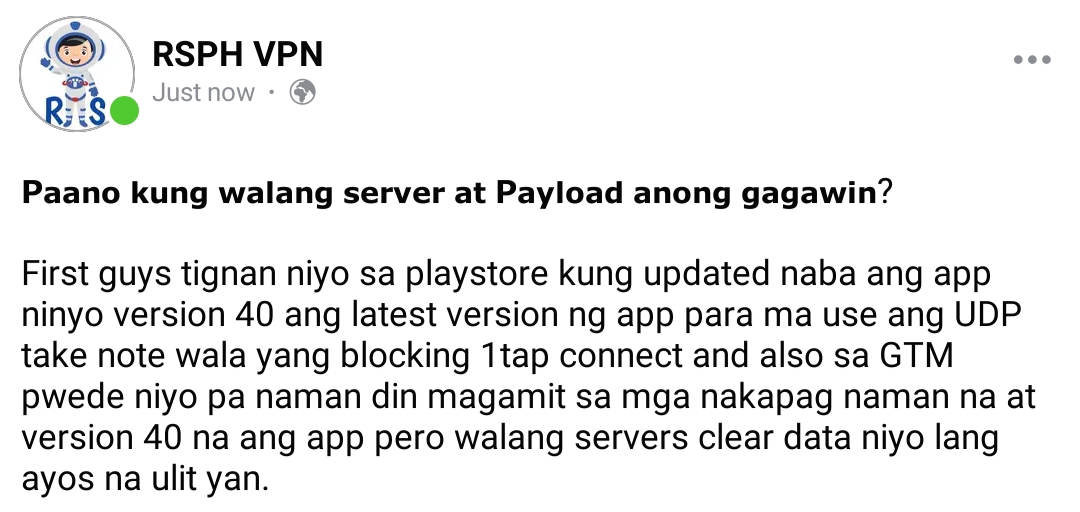 RSPH VPN
Just now ·
RS
Paano kung walang server at Payload anong gagawin?
First guys tignan niyo sa playstore kung updated naba ang app
ninyo version 40 ang latest version ng app para ma use ang UDP
take note wala yang blocking 1tap connect and also sa GTM
pwede niyo pa naman din magamit sa mga nakapag naman na at
version 40 na ang app pero walang servers clear data niyo lang
ayos na ulit yan.